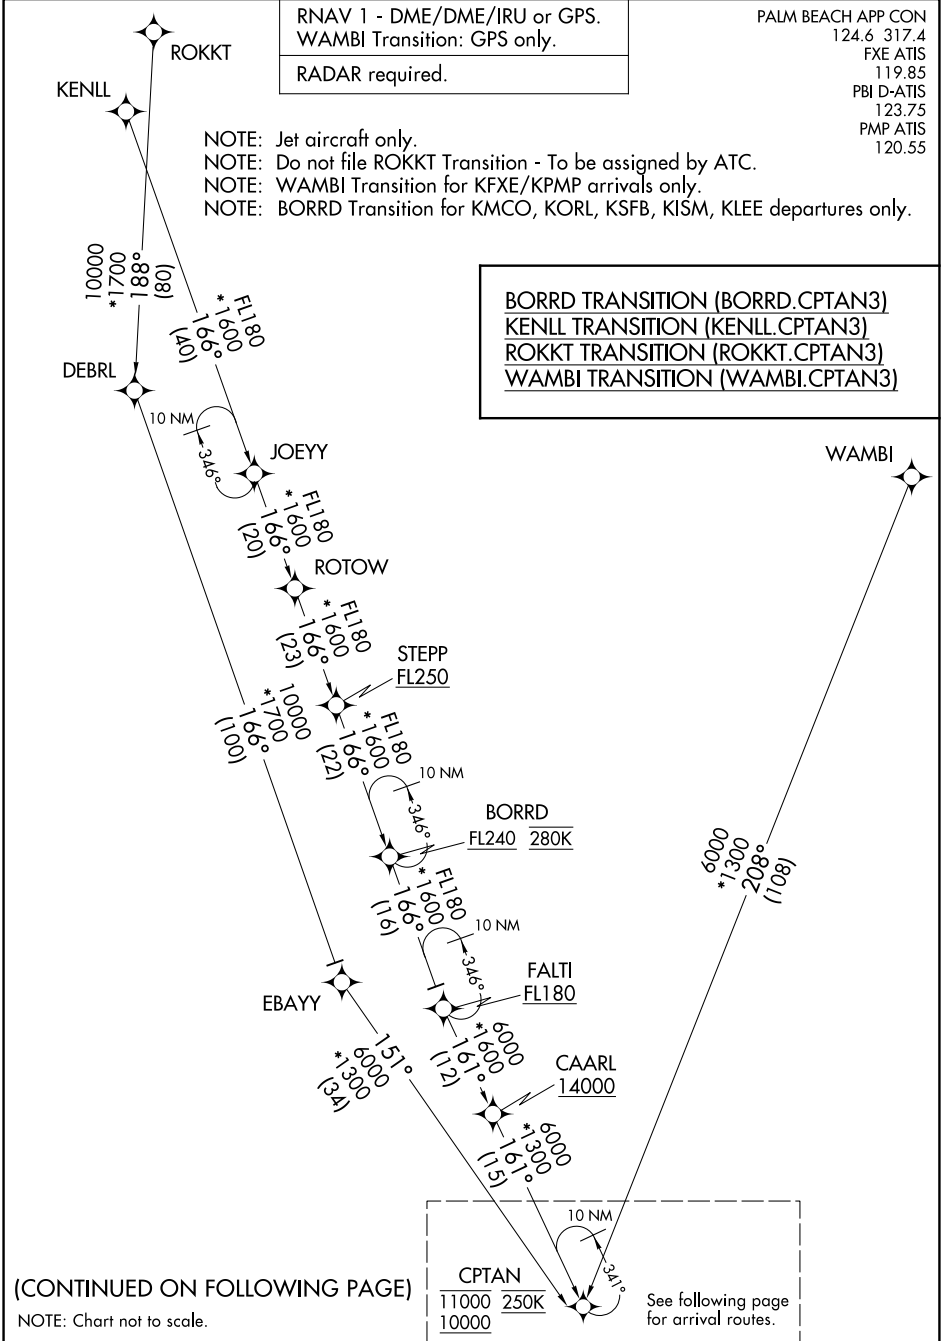 RNAV 1 - DME/DME/IRU or GPS.
WAMBI Transition: GPS only.
RADAR required.
PALM BEACH APP CON
124.6 317.4
FXE ATIS
119.85
PBI D-ATIS
123.75
PMP ATIS
120.55
ROKKT
KENLL
NOTE: Jet aircraft only.
NOTE: Do not file ROKKT Transition - To be assigned by ATC.
NOTE: WAMBI Transition for KFXE/KPMP arrivals only.
NOTE: BORRD Transition for KMCO, KORL, KSFB, KISM, KLEE departures only.
10000
*1700
188°
(80)
FL180
*1600
166°
(40)
BORRD TRANSITION (BORRD.CPTAN3)
KENLL TRANSITION (KENLL.CPTAN3)
ROKKT TRANSITION (ROKKT.CPTAN3)
WAMBI TRANSITION (WAMBI.CPTAN3)
DEBRL
10 NM
346°
JOEYY
WAMBI
FL180
*1600
166°
(20)
ROTOW
FL180
*1600
166°
(23)
STEPP
FL250
10000
*1700
166°
(100)
FL180
*1600
166°
(22)
10 NM
346°
BORRD
FL240 280K
6000
*1300
208°
(108)
FL180
*1600
166°
(16)
10 NM
346°
FALTI
FL180
EBAYY
151°
6000
*1300
(34)
6000
*1600
161°
(12)
CAARL
14000
6000
*1300
161°
(15)
10 NM
341°
CPTAN
11000 250K
10000
See following page
for arrival routes.
(CONTINUED ON FOLLOWING PAGE)
NOTE: Chart not to scale.